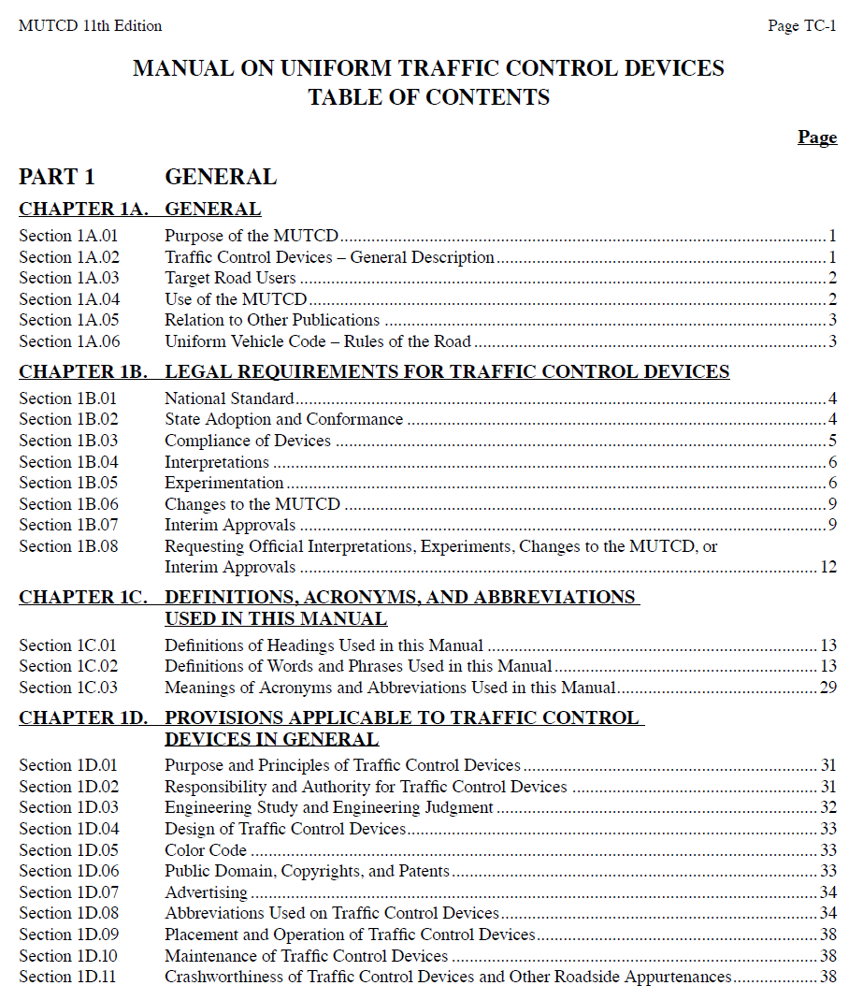 MUTCD 11th Edition Page TC-1
MANUAL ON UNIFORM TRAFFIC CONTROL DEVICES
TABLE OF CONTENTS
Page
PART 1 GENERAL
CHAPTER 1A. GENERAL
Section 1A.01 Purpose of the MUTCD 1
Section 1A.02 Traffic Control Devices – General Description 1
Section 1A.03 Target Road Users 2
Section 1A.04 Use of the MUTCD 2
Section 1A.05 Relation to Other Publications 3
Section 1A.06 Uniform Vehicle Code – Rules of the Road 3
CHAPTER 1B. LEGAL REQUIREMENTS FOR TRAFFIC CONTROL DEVICES
Section 1B.01 National Standard 4
Section 1B.02 State Adoption and Conformance 4
Section 1B.03 Compliance of Devices 5
Section 1B.04 Interpretations 6
Section 1B.05 Experimentation 6
Section 1B.06 Changes to the MUTCD 9
Section 1B.07 Interim Approvals 9
Section 1B.08 Requesting Official Interpretations, Experiments, Changes to the MUTCD, or
Interim Approvals 12
CHAPTER 1C. DEFINITIONS, ACRONYMS, AND ABBREVIATIONS
USED IN THIS MANUAL
Section 1C.01 Definitions of Headings Used in this Manual 13
Section 1C.02 Definitions of Words and Phrases Used in this Manual 13
Section 1C.03 Meanings of Acronyms and Abbreviations Used in this Manual 29
CHAPTER 1D. PROVISIONS APPLICABLE TO TRAFFIC CONTROL
DEVICES IN GENERAL
Section 1D.01 Purpose and Principles of Traffic Control Devices 31
Section 1D.02 Responsibility and Authority for Traffic Control Devices 31
Section 1D.03 Engineering Study and Engineering Judgment 32
Section 1D.04 Design of Traffic Control Devices 33
Section 1D.05 Color Code 33
Section 1D.06 Public Domain, Copyrights, and Patents 33
Section 1D.07 Advertising 34
Section 1D.08 Abbreviations Used on Traffic Control Devices 34
Section 1D.09 Placement and Operation of Traffic Control Devices 38
Section 1D.10 Maintenance of Traffic Control Devices 38
Section 1D.11 Crashworthiness of Traffic Control Devices and Other Roadside Appurtenances 38